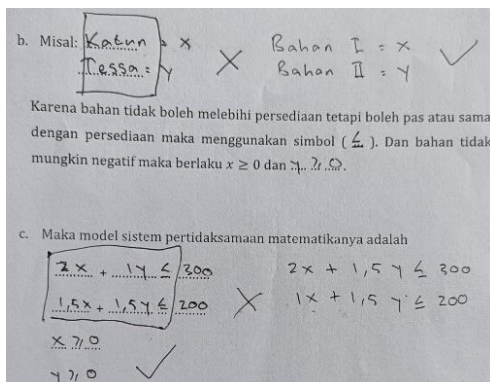 b. Misal: Katun = x   Bahan I = x
Tessa = y   Bahan II = y
Karena bahan tidak boleh melebihi persediaan tetapi boleh pas atau sama
dengan persediaan maka menggunakan simbol ( ≤ ). Dan bahan tidak
mungkin negatif maka berlaku x ≥ 0 dan y ≥ 0.
c. Maka model sistem pertidaksamaan matematikanya adalah
2x + 1y ≤ 300   2x + 1,5 y ≤ 300
1,5x + 1,5y ≤ 200   1x + 1,5 y ≤ 200
x ≥ 0
y ≥ 0